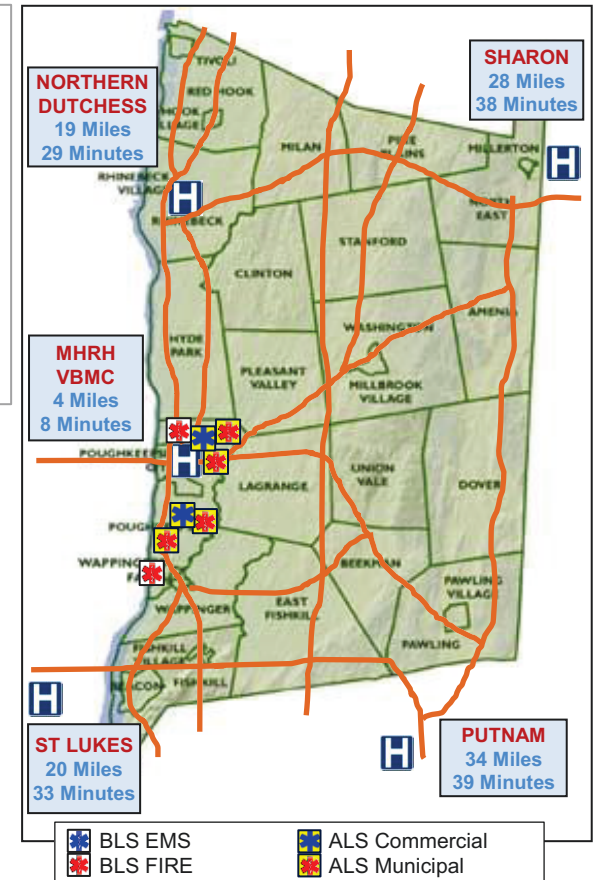 NORTHERN
DUTCHESS
19 Miles
29 Minutes
SHARON
28 Miles
38 Minutes
TIVOLI
RED HOOK
MILAN
PINE
PLAINS
MILLERTON
RHINEBECK
VILLAGE
H
H
RHINEBECK
NORTH
EAST
STANFORD
CLINTON
AMENIA
WASHINGTON
HYDE
PARK
MHRH
VBMC
4 Miles
8 Minutes
PLEASANT
VALLEY
MILLBROOK
VILLAGE
H
LAGRANGE
UNION
VALE
DOVER
BEEKMAN
PAWLING
VILLAGE
WAPPINGER
EAST
FISHKILL
PAWLING
FISHKILL
VILLAGE
BEACON
FISHKILL
H
H
ST LUKES
20 Miles
33 Minutes
PUTNAM
34 Miles
39 Minutes
BLS EMS
ALS Commercial
BLS FIRE
ALS Municipal